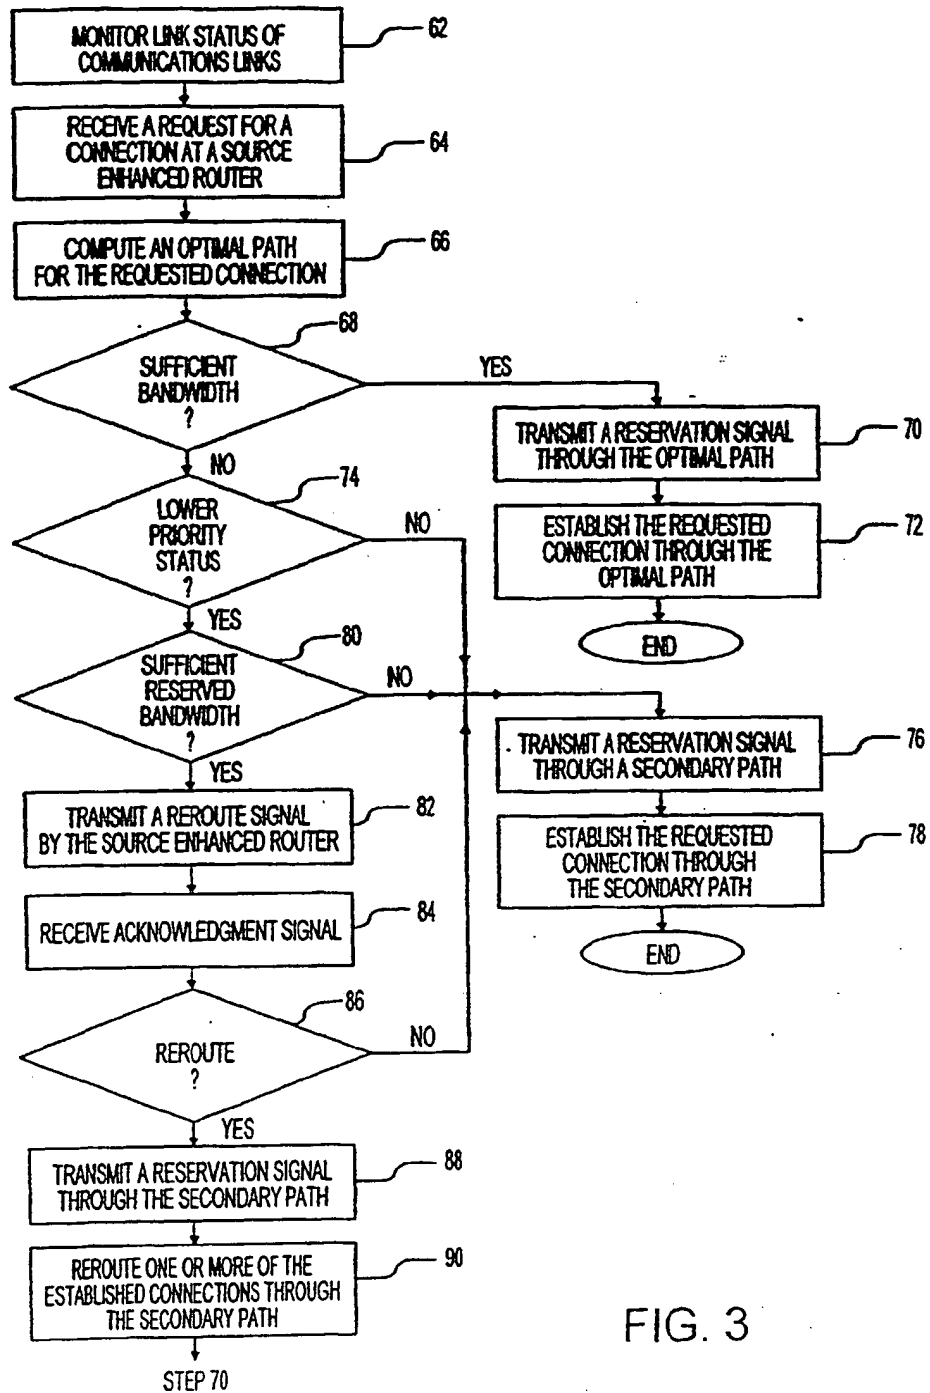 MONITOR LINK STATUS OF
COMMUNICATIONS LINKS
62
RECEIVE A REQUEST FOR A
CONNECTION AT A SOURCE
ENHANCED ROUTER
64
COMPUTE AN OPTIMAL PATH
FOR THE REQUESTED CONNECTION
66
68
SUFFICIENT
BANDWIDTH
?
YES
NO
TRANSMIT A RESERVATION SIGNAL
THROUGH THE OPTIMAL PATH
70
ESTABLISH THE REQUESTED
CONNECTION THROUGH THE
OPTIMAL PATH
72
END
74
LOWER
PRIORITY
STATUS
?
NO
YES
80
SUFFICIENT
RESERVED
BANDWIDTH
?
NO
YES
TRANSMIT A RESERVATION SIGNAL
THROUGH A SECONDARY PATH
76
ESTABLISH THE REQUESTED
CONNECTION THROUGH
THE SECONDARY PATH
78
END
TRANSMIT A REROUTE SIGNAL
BY THE SOURCE ENHANCED ROUTER
82
RECEIVE ACKNOWLEDGMENT SIGNAL
84
86
REROUTE
?
NO
YES
TRANSMIT A RESERVATION SIGNAL
THROUGH THE SECONDARY PATH
88
REROUTE ONE OR MORE OF THE
ESTABLISHED CONNECTIONS THROUGH
THE SECONDARY PATH
90
STEP 70
FIG. 3